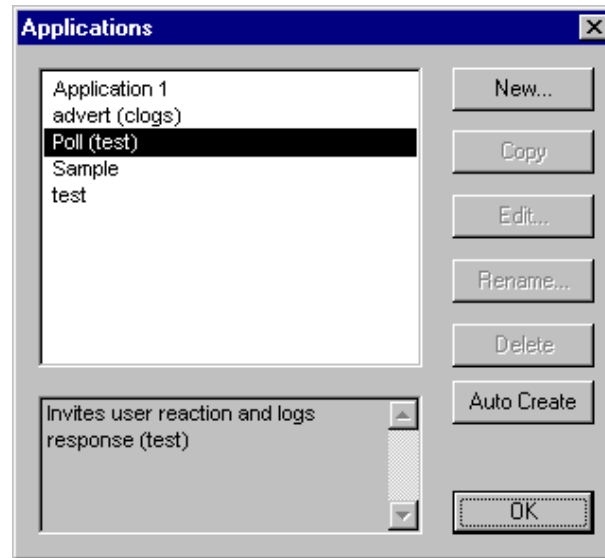 Applications
Application 1
advert (clogs)
Poll (test)
Sample
test
New...
Copy
Edit...
Rename...
Delete
Auto Create
Invites user reaction and logs
response (test)
OK